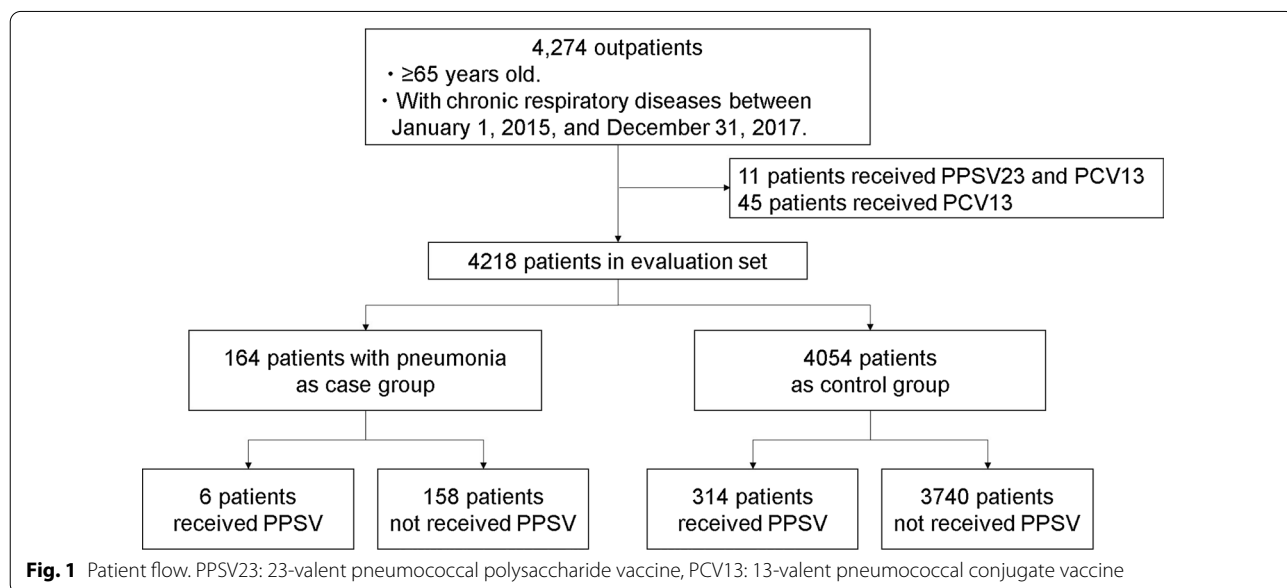 4,274 outpatients
・≥65 years old.
・With chronic respiratory diseases between
January 1, 2015, and December 31, 2017.
11 patients received PPSV23 and PCV13
45 patients received PCV13
4218 patients in evaluation set
164 patients with pneumonia
as case group
4054 patients
as control group
6 patients
received PPSV
158 patients
not received PPSV
314 patients
received PPSV
3740 patients
not received PPSV
Fig. 1 Patient flow. PPSV23: 23-valent pneumococcal polysaccharide vaccine, PCV13: 13-valent pneumococcal conjugate vaccine